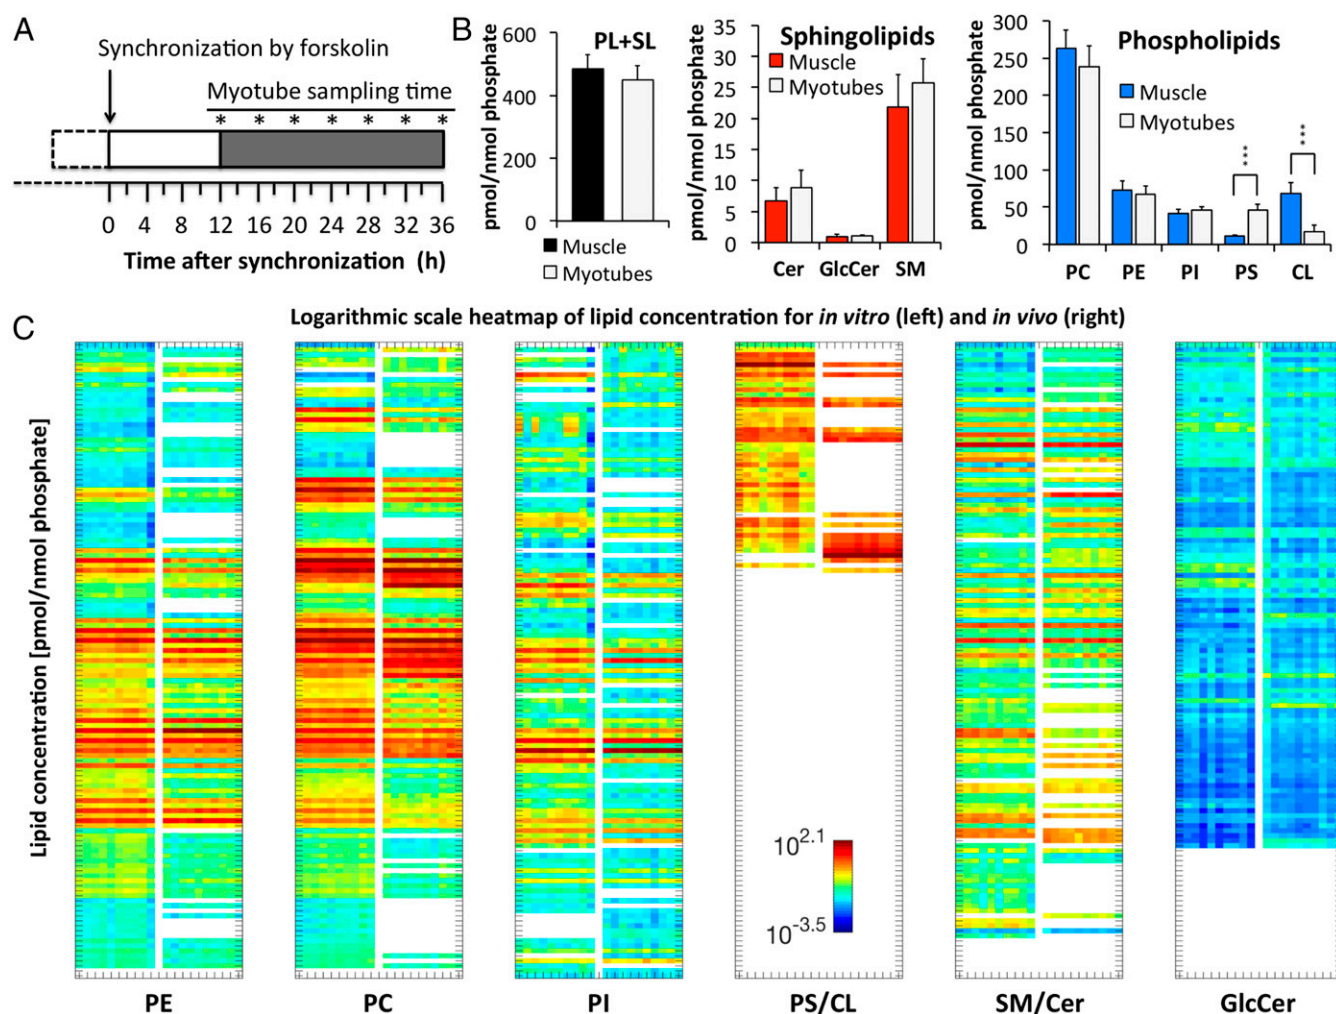 A
Synchronization by forskolin
Myotube sampling time
* * * * * * *
0 4 8 12 16 20 24 28 32 36
Time after synchronization (h)
B
pmol/nmol phosphate
600
400
200
0
PL+SL
Muscle
Myotubes
pmol/nmol phosphate
35
30
25
20
15
10
5
0
Sphingolipids
Muscle
Myotubes
Cer GlcCer SM
pmol/nmol phosphate
300
250
200
150
100
50
0
Phospholipids
Muscle
Myotubes
***
***
PC PE PI PS CL
C
Logarithmic scale heatmap of lipid concentration for in vitro (left) and in vivo (right)
Lipid concentration [pmol/nmol phosphate]
10^2.1
10^-3.5
PE PC PI PS/CL SM/Cer GlcCer